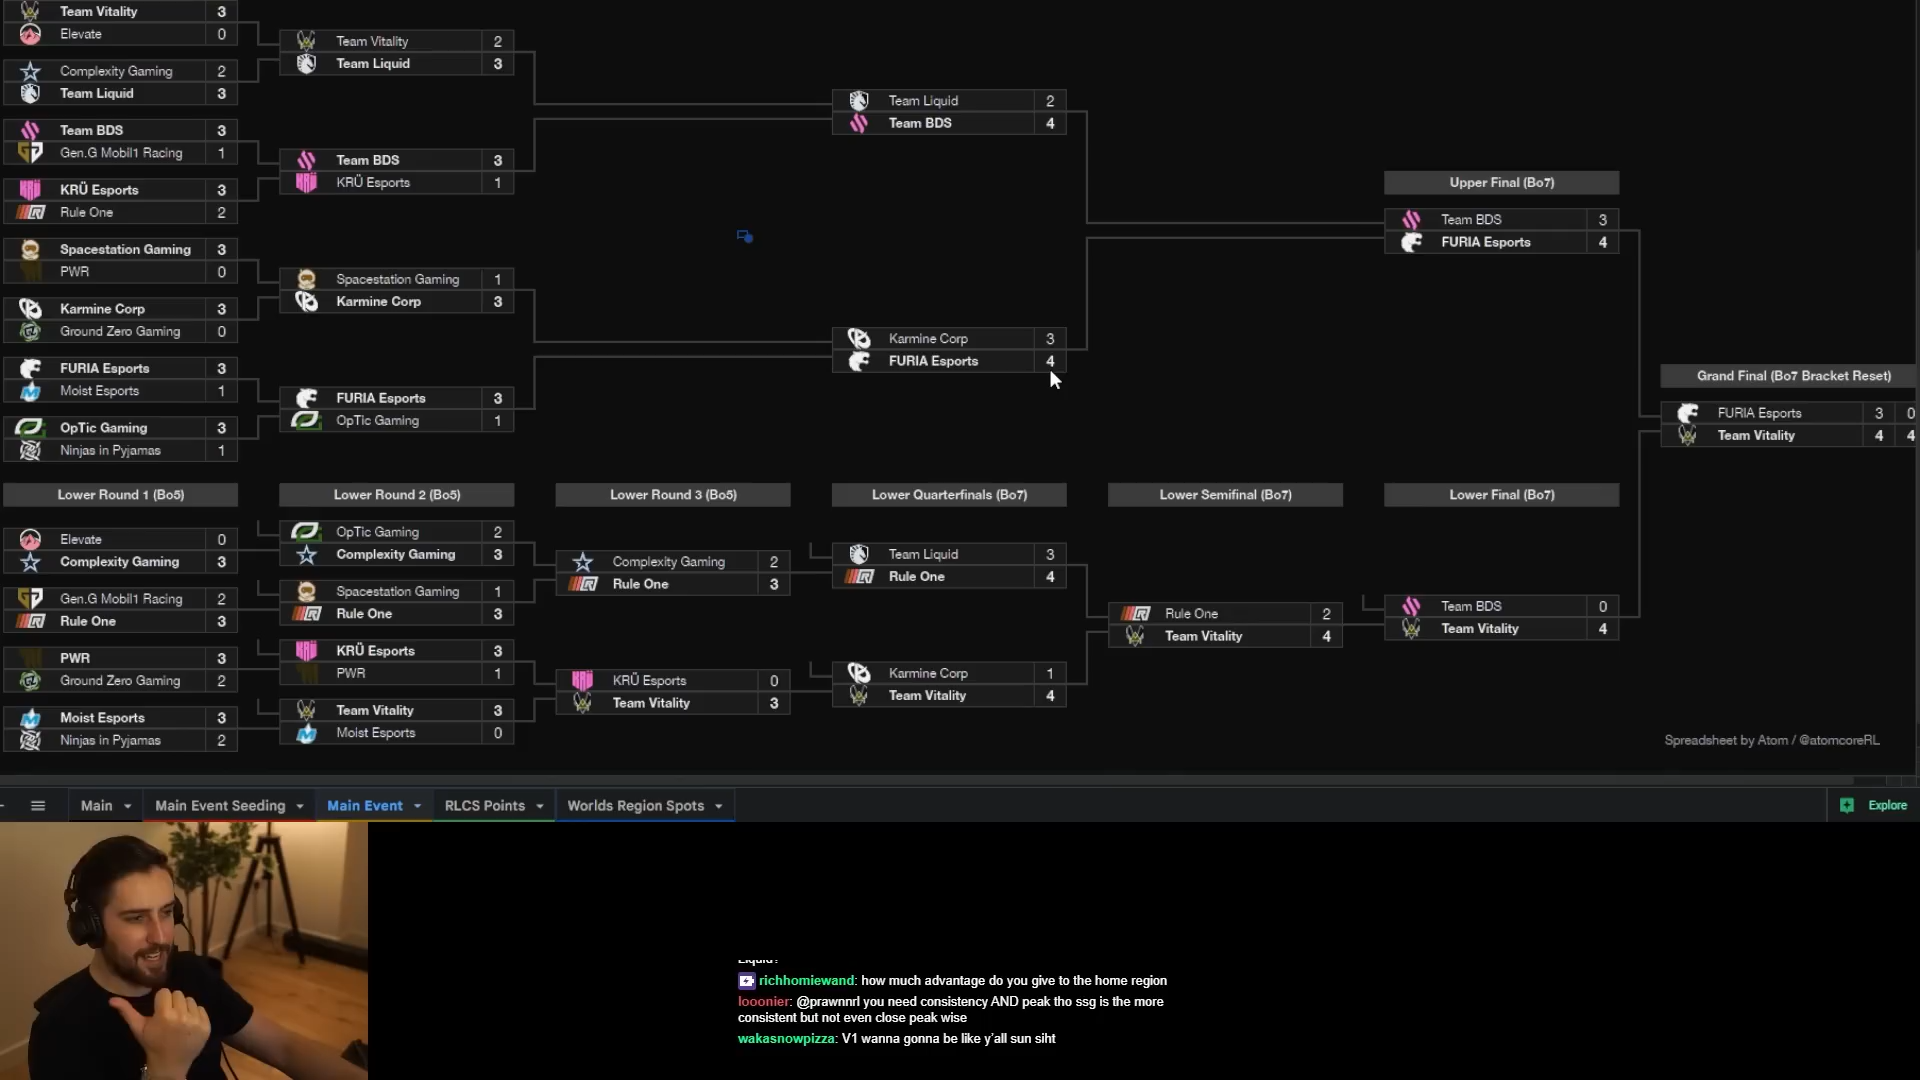 Team Vitality 3
Elevate 0
Complexity Gaming 2
Team Liquid 3
Team BDS 3
Gen.G Mobil1 Racing 1
KRÜ Esports 3
Rule One 2
Spacestation Gaming 3
PWR 0
Karmine Corp 3
Ground Zero Gaming 0
FURIA Esports 3
Moist Esports 1
OpTic Gaming 3
Ninjas in Pyjamas 1
Team Vitality 2
Team Liquid 3
Team BDS 3
KRÜ Esports 1
Spacestation Gaming 1
Karmine Corp 3
FURIA Esports 3
OpTic Gaming 1
Team Liquid 2
Team BDS 4
Karmine Corp 3
FURIA Esports 4
Upper Final (Bo7)
Team BDS 3
FURIA Esports 4
Grand Final (Bo7 Bracket Reset)
FURIA Esports 3 0
Team Vitality 4 4
Lower Round 1 (Bo5)
Elevate 0
Complexity Gaming 3
Gen.G Mobil1 Racing 2
Rule One 3
PWR 3
Ground Zero Gaming 2
Moist Esports 3
Ninjas in Pyjamas 2
Lower Round 2 (Bo5)
OpTic Gaming 2
Complexity Gaming 3
Spacestation Gaming 1
Rule One 3
KRÜ Esports 3
PWR 1
Team Vitality 3
Moist Esports 0
Lower Round 3 (Bo5)
Complexity Gaming 2
Rule One 3
KRÜ Esports 0
Team Vitality 3
Lower Quarterfinals (Bo7)
Team Liquid 3
Rule One 4
Karmine Corp 1
Team Vitality 4
Lower Semifinal (Bo7)
Rule One 2
Team Vitality 4
Lower Final (Bo7)
Team BDS 0
Team Vitality 4
Spreadsheet by Atom / @atomcoreRL
Main Main Event Seeding Main Event RLCS Points Worlds Region Spots Explore
richhomiewand: how much advantage do you give to the home region
looonier: @prawnnrl you need consistency AND peak tho ssg is the more
consistent but not even close peak wise
wakasnowpizza: V1 wanna gonna be like y'all sun siht